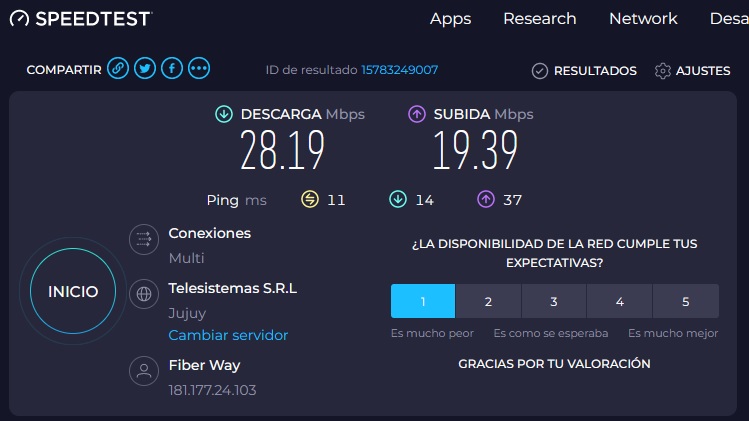 SPEEDTEST
Apps Research Network
COMPARTIR ID de resultado 15783249007 RESULTADOS AJUSTES
DESCARGA Mbps SUBIDA Mbps
28.19 19.39
Ping ms 11 14 37
Conexiones
Multi
Telesistemas S.R.L
Jujuy
Cambiar servidor
Fiber Way
181.177.24.103
INICIO
¿LA DISPONIBILIDAD DE LA RED CUMPLE TUS
EXPECTATIVAS?
1 2 3 4 5
Es mucho peor Es como se esperaba Es mucho mejor
GRACIAS POR TU VALORACIÓN